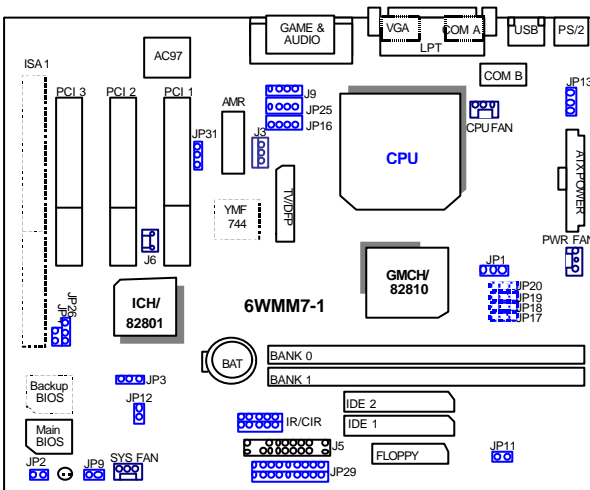 GAME &
AUDIO
VGA
COM A
LPT
USB
PS/2
AC97
ISA 1
COM B
PCI 3
PCI 2
PCI 1
AMR
J9
JP25
JP16
JP13
CPU FAN
JP31
J3
CPU
ATX POWER
TV/DFP
YMF
744
PWR FAN
J6
GMCH/
82810
JP1
JP20
JP19
JP18
JP17
ICH/
82801
6WMM7-1
JP26
BAT
BANK 0
BANK 1
JP3
Backup
BIOS
JP12
IDE 2
IR/CIR
IDE 1
Main
BIOS
J5
FLOPPY
JP11
JP2
JP9
SYS FAN
JP29